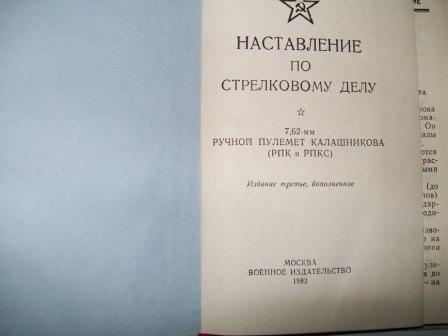 НАСТАВЛЕНИЕ
ПО
СТРЕЛКОВОМУ ДЕЛУ
7,62-мм
РУЧНОЙ ПУЛЕМЕТ КАЛАШНИКОВА
(РПК и РПКС)
Издание третье, дополненное
МОСКВА
ВОЕННОЕ ИЗДАТЕЛЬСТВО
1983